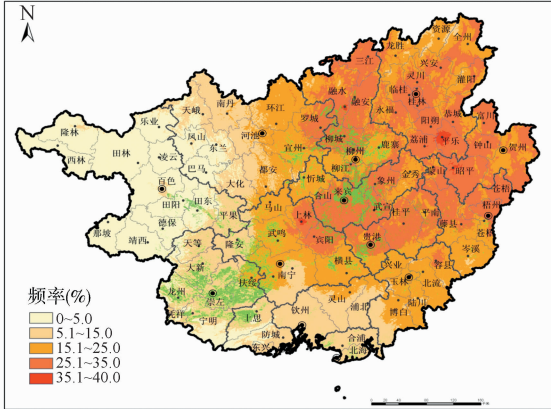 N
资源
龙胜
全州
兴安
三江
灵川
灌阳
临桂
桂林
融水
融安
永福
阳朔
恭城
富川
南丹
天峨
环江
罗城
乐业
河池
柳城
鹿寨
荔浦
平乐
钟山
贺州
隆林
凤山
东兰
宜州
柳州
田林
凌云
西林
巴马
柳江
忻城
象州
金秀
蒙山
昭平
百色
大化
都安
合山
来宾
苍梧
田阳
田东
平果
马山
上林
武宣
桂平
平南
梧州
藤县
那坡
德保
靖西
武鸣
宾阳
贵港
苍梧
天等
隆安
岑溪
大新
横县
兴业
容县
扶绥
南宁
玉林
北流
龙州
崇左
灵山
浦北
陆川
凭祥
宁明
上思
钦州
博白
防城
东兴
合浦
北海
频率(%)
0~5.0
5.1~15.0
15.1~25.0
25.1~35.0
35.1~40.0